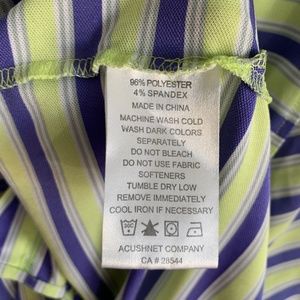 96% POLYESTER
4% SPANDEX
MADE IN CHINA
MACHINE WASH COLD
WASH DARK COLORS
SEPARATELY
DO NOT BLEACH
DO NOT USE FABRIC
SOFTENERS
TUMBLE DRY LOW
REMOVE IMMEDIATELY
COOL IRON IF NECESSARY
ACUSHNET COMPANY
CA # 28544